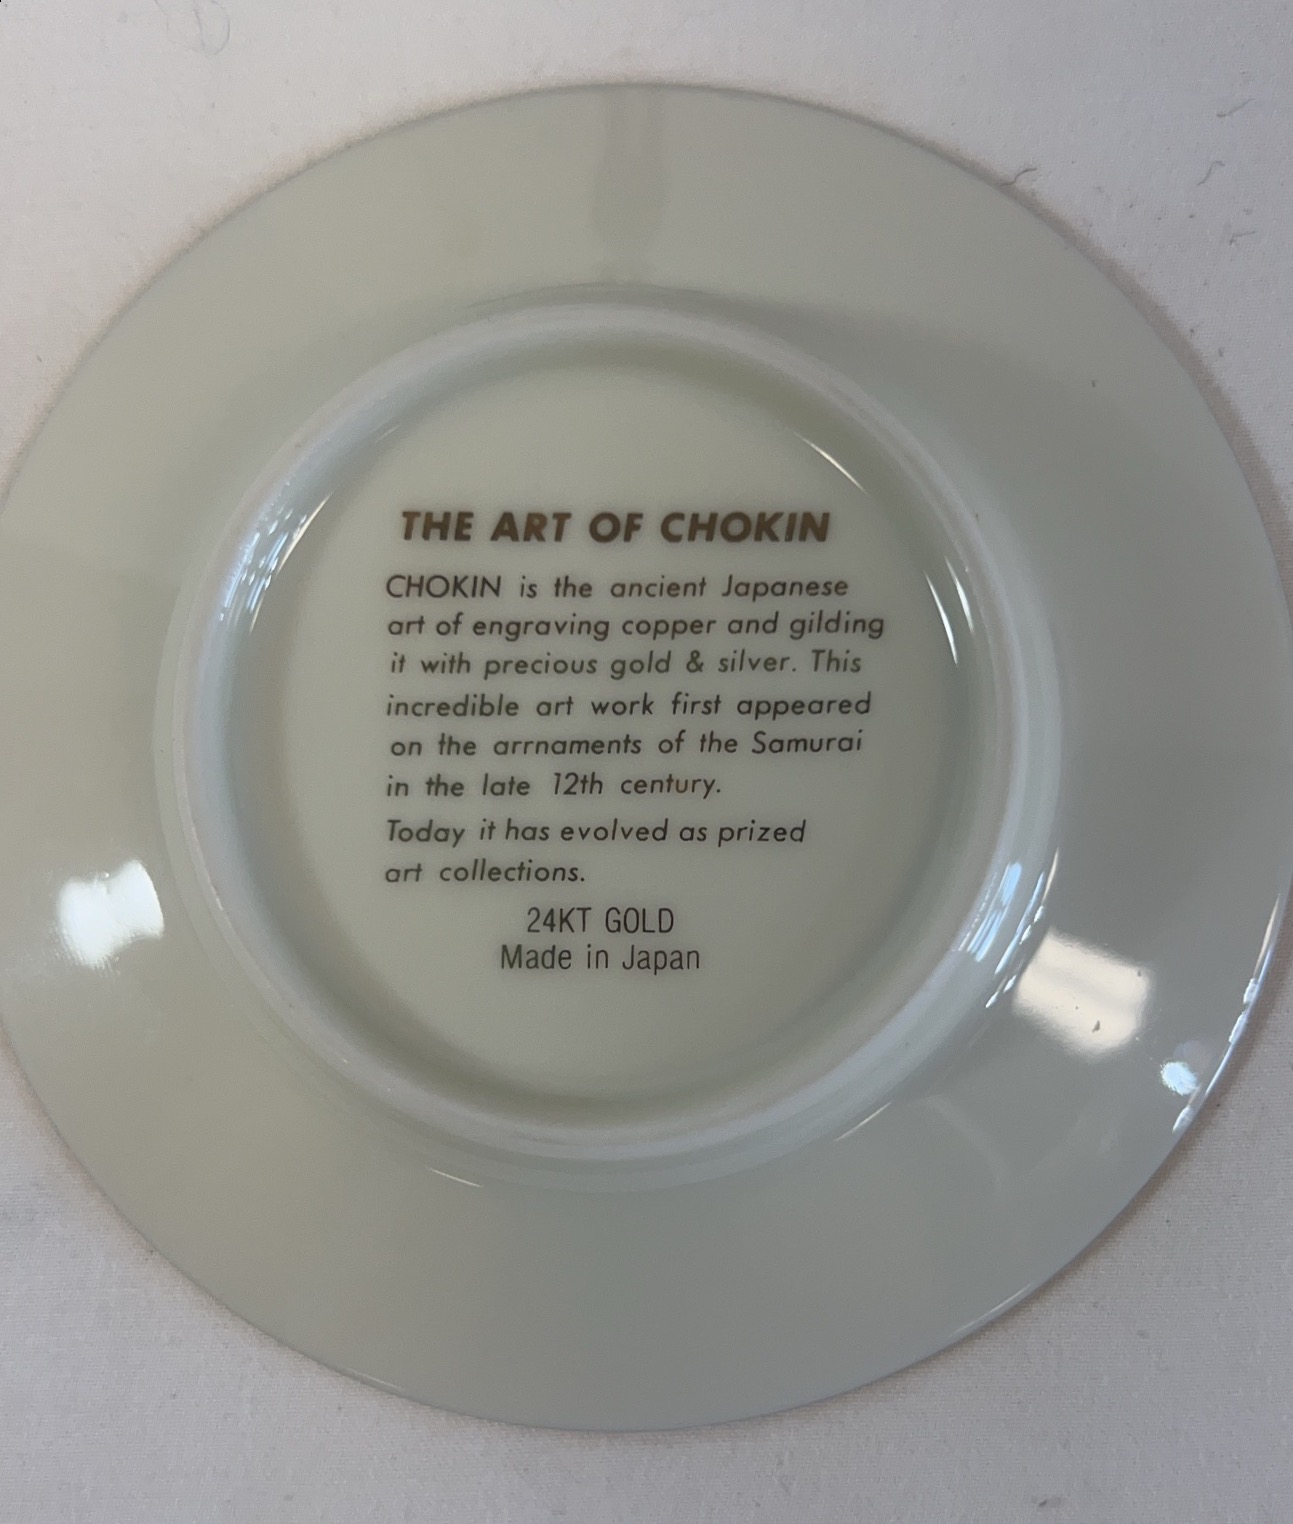 THE ART OF CHOKIN
CHOKIN is the ancient Japanese
art of engraving copper and gilding
it with precious gold & silver. This
incredible art work first appeared
on the arrnaments of the Samurai
in the late 12th century.
Today it has evolved as prized
art collections.
24KT GOLD
Made in Japan